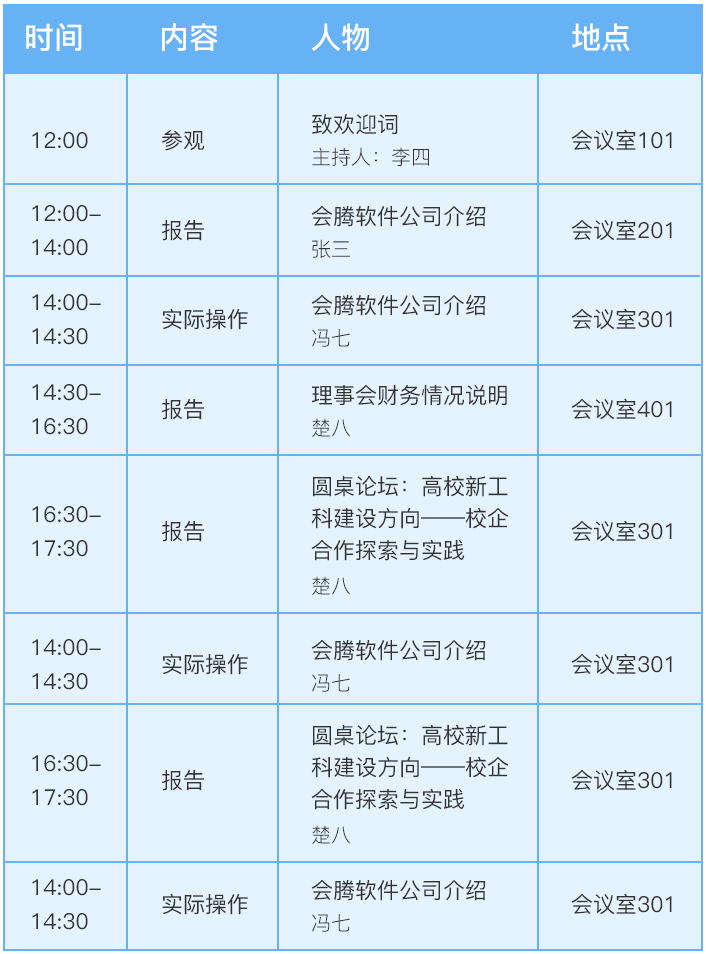 时间 内容 人物 地点
12:00 参观 致欢迎词 会议室101
主持人：李四
12:00-
14:00
报告
会腾软件公司介绍
张三
会议室201
14:00-
14:30
实际操作
会腾软件公司介绍
冯七
会议室301
14:30-
16:30
报告
理事会财务情况说明
楚八
会议室401
16:30-
17:30
报告
圆桌论坛：高校新工
科建设方向——校企
合作探索与实践
楚八
会议室301
14:00-
14:30
实际操作
会腾软件公司介绍
冯七
会议室301
16:30-
17:30
报告
圆桌论坛：高校新工
科建设方向——校企
合作探索与实践
楚八
会议室301
14:00-
14:30
实际操作
会腾软件公司介绍
冯七
会议室301